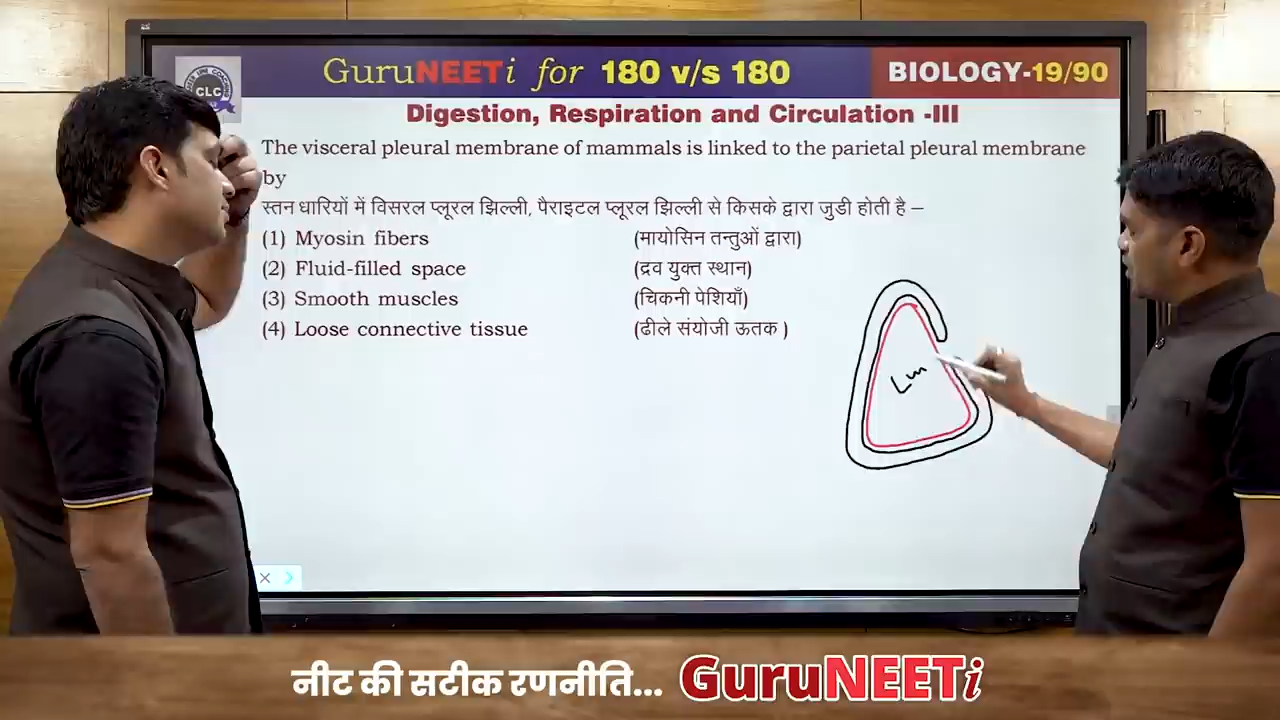 CLC
GuruNEETi for 180 v/s 180
BIOLOGY-19/90
Digestion, Respiration and Circulation -III
The visceral pleural membrane of mammals is linked to the parietal pleural membrane
by
स्तन धारियों में विसरल प्लूरल झिल्ली, पैराइटल प्लूरल झिल्ली से किसके द्वारा जुडी होती है –
(1) Myosin fibers (मायोसिन तन्तुओं द्वारा)
(2) Fluid-filled space (द्रव युक्त स्थान)
(3) Smooth muscles (चिकनी पेशियाँ)
(4) Loose connective tissue (ढीले संयोजी ऊतक )
नीट की सटीक रणनीति... GuruNEETi